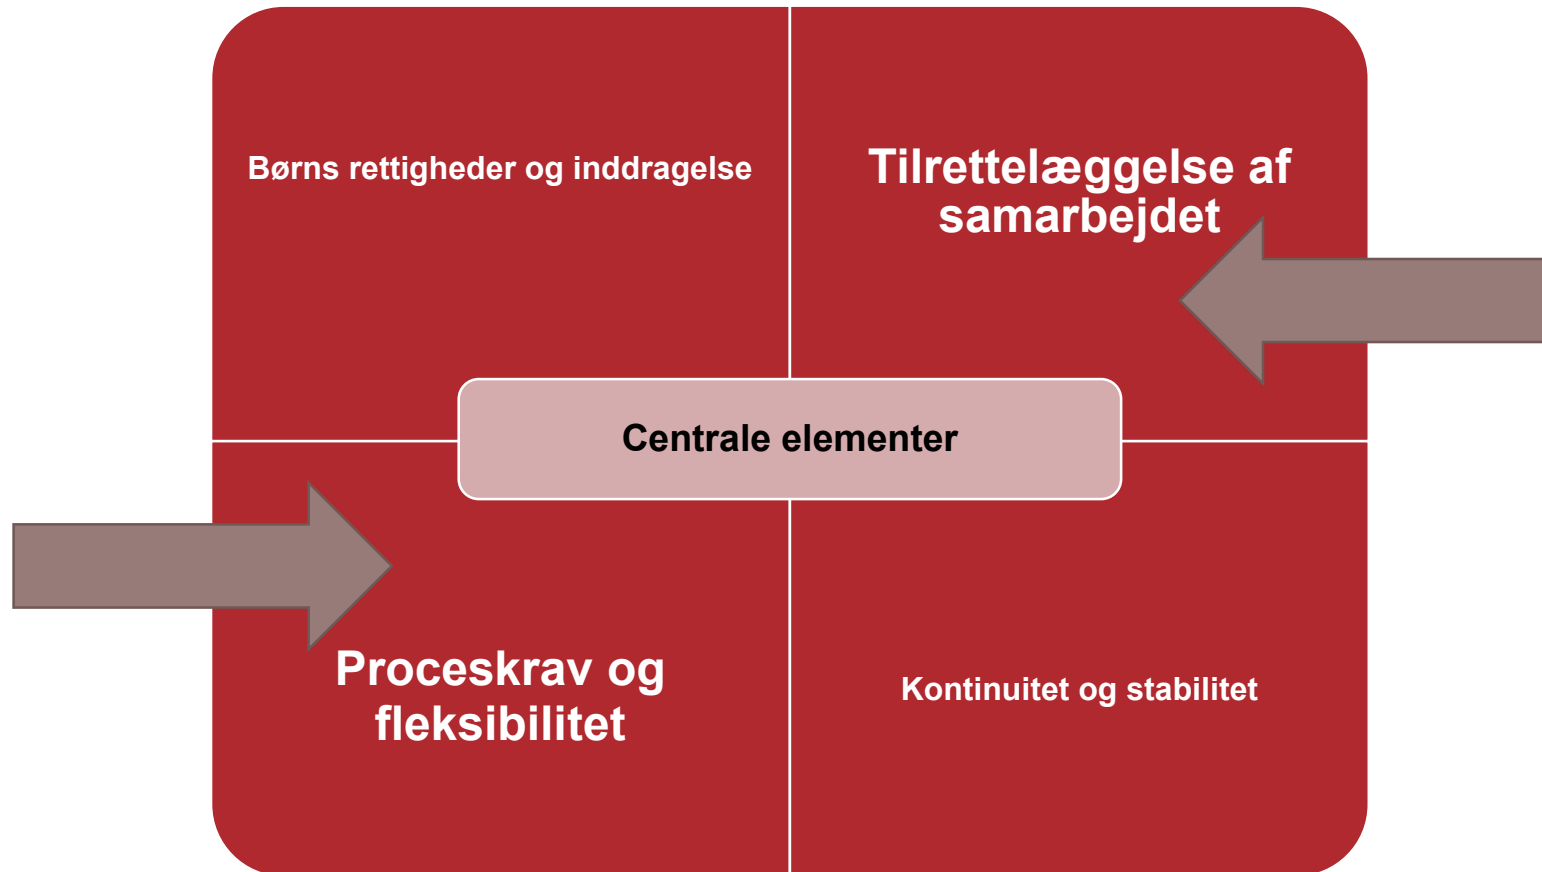 Børns rettigheder og inddragelse
Tilrettelæggelse af
samarbejdet
Centrale elementer
Proceskrav og
fleksibilitet
Kontinuitet og stabilitet